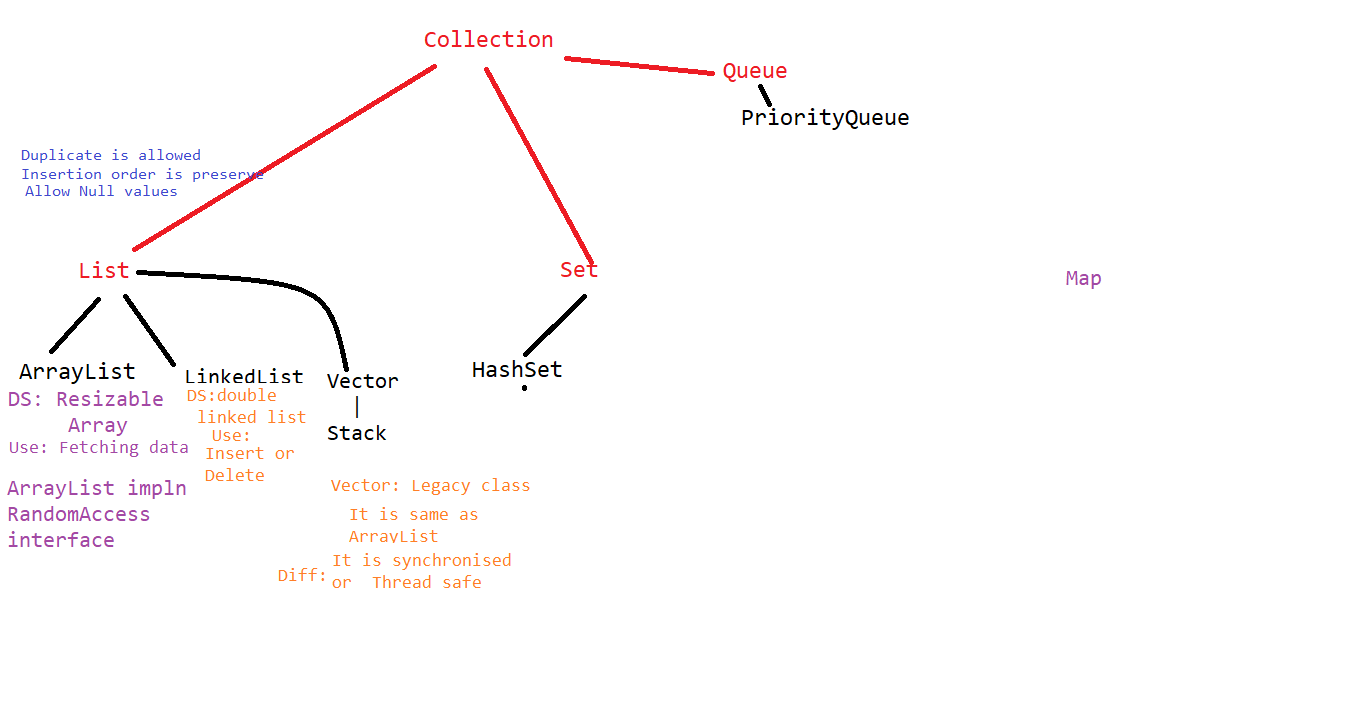 Collection
Queue
PriorityQueue
Duplicate is allowed
Insertion order is preserve
Allow Null values
List
Set
Map
ArrayList
DS: Resizable
Array
Use: Fetching data
ArrayList impln
RandomAccess
interface
LinkedList
DS:double
linked list
Use:
Insert or
Delete
Vector
|
Stack
Vector: Legacy class
It is same as
ArrayList
Diff:
It is synchronised
or Thread safe
HashSet